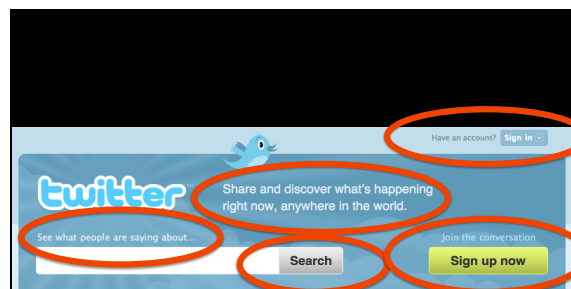 Have an account? Sign in
twitter
Share and discover what's happening
right now, anywhere in the world.
See what people are saying about...
Join the conversation
Search
Sign up now